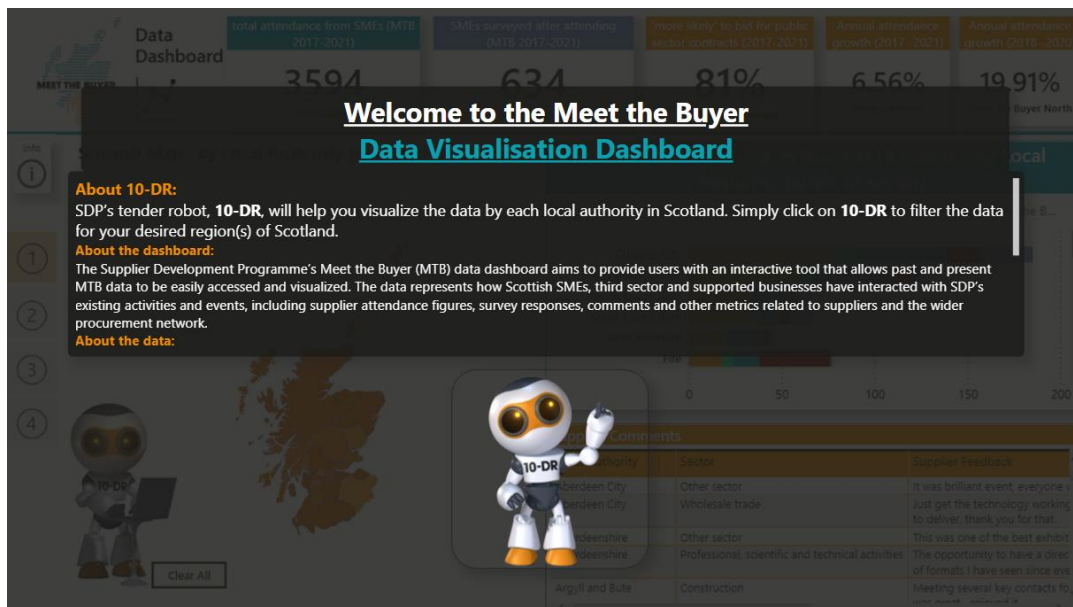 Data
Dashboard
total attendance from SMEs (MTB
2017-2021)
SMEs surveyed after attending
(MTB 2017-2021)
'more likely' to bid for public
sector contracts (2017-2021)
Annual attendance
growth (2017 - 2021)
Annual attendance
growth (2018 - 2020
MEET THE BUYER
3594
634
81%
6.56%
19.91%
Buyer North
Welcome to the Meet the Buyer
Data Visualisation Dashboard
info
i
Local
About 10-DR:
SDP's tender robot, 10-DR, will help you visualize the data by each local authority in Scotland. Simply click on 10-DR to filter the data
for your desired region(s) of Scotland.
About the dashboard:
The Supplier Development Programme's Meet the Buyer (MTB) data dashboard aims to provide users with an interactive tool that allows past and present
MTB data to be easily accessed and visualized. The data represents how Scottish SMEs, third sector and supported businesses have interacted with SDP's
existing activities and events, including supplier attendance figures, survey responses, comments and other metrics related to suppliers and the wider
procurement network.
About the data:
1
2
3
4
Fife
0 50 100 150 200
10-DR
10-DR
Clear All
Comments
Sector
Supplier Feedback
Aberdeen City Other sector It was brilliant event, everyone
Aberdeen City Wholesale trade Just get the technology working
to deliver, thank you for that.
Other sector This was one of the best exhibit
Professional, scientific and technical activities The opportunity to have a direc
of formats I have seen since eve
Argyll and Bute Construction Meeting several key contacts fo